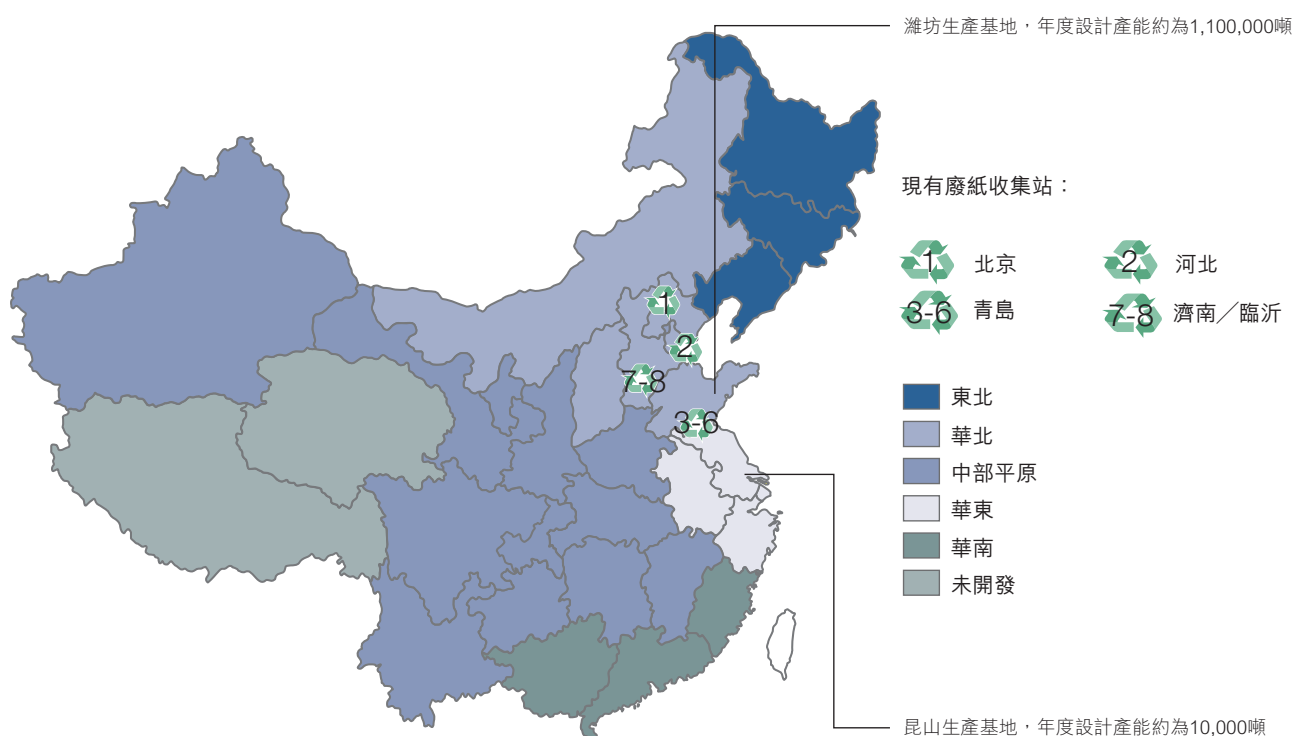 濰坊生產基地，年度設計產能約為1,100,000噸
現有廢紙收集站：
1 北京
2 河北
3-6 青島
7-8 濟南／臨沂
1
2
7-8
3-6
東北
華北
中部平原
華東
華南
未開發
昆山生產基地，年度設計產能約為10,000噸